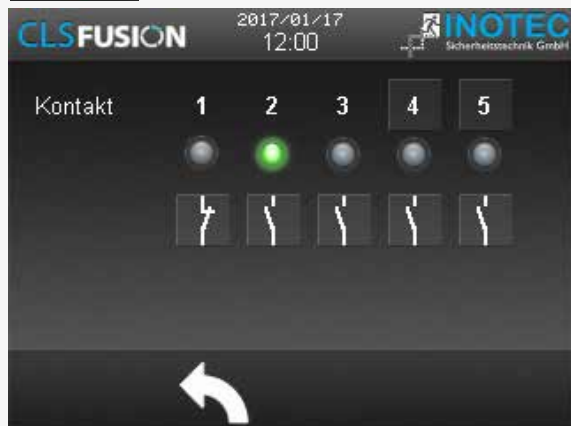 CLSFUSION
2017/01/17
12:00
INOTEC
Sicherheitstechnik GmbH
Kontakt 1 2 3 4 5